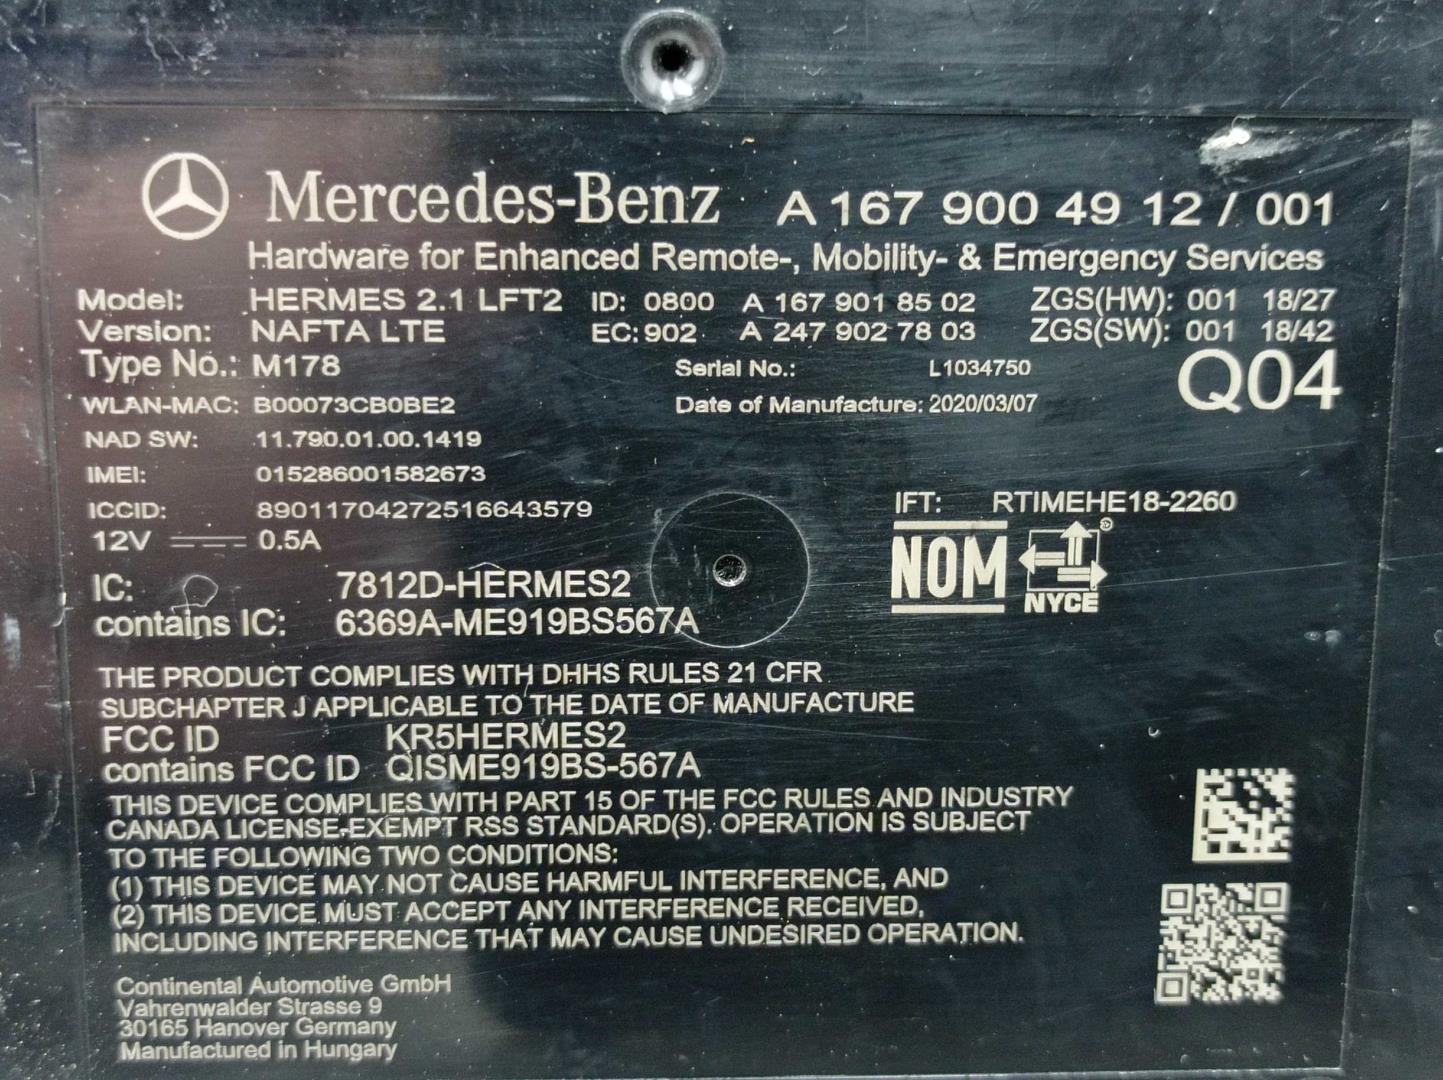 Mercedes-Benz A 167 900 49 12 / 001
Hardware for Enhanced Remote-, Mobility- & Emergency Services
Model: HERMES 2.1 LFT2 ID: 0800 A 167 901 85 02 ZGS(HW): 001 18/27
Version: NAFTA LTE EC: 902 A 247 902 78 03 ZGS(SW): 001 18/42
Type No.: M178 Serial No.: L1034750 Q04
WLAN-MAC: B00073CB0BE2 Date of Manufacture: 2020/03/07
NAD SW: 11.790.01.00.1419
IMEI: 015286001582673
ICCID: 89011704272516643579 IFT: RTIMEHE18-2260
12V 0.5A
NOM NYCE
IC: 7812D-HERMES2
contains IC: 6369A-ME919BS567A
THE PRODUCT COMPLIES WITH DHHS RULES 21 CFR
SUBCHAPTER J APPLICABLE TO THE DATE OF MANUFACTURE
FCC ID KR5HERMES2
contains FCC ID QISME919BS-567A
THIS DEVICE COMPLIES WITH PART 15 OF THE FCC RULES AND INDUSTRY
CANADA LICENSE-EXEMPT RSS STANDARD(S). OPERATION IS SUBJECT
TO THE FOLLOWING TWO CONDITIONS:
(1) THIS DEVICE MAY NOT CAUSE HARMFUL INTERFERENCE, AND
(2) THIS DEVICE MUST ACCEPT ANY INTERFERENCE RECEIVED,
INCLUDING INTERFERENCE THAT MAY CAUSE UNDESIRED OPERATION.
Continental Automotive GmbH
Vahrenwalder Strasse 9
30165 Hanover Germany
Manufactured in Hungary